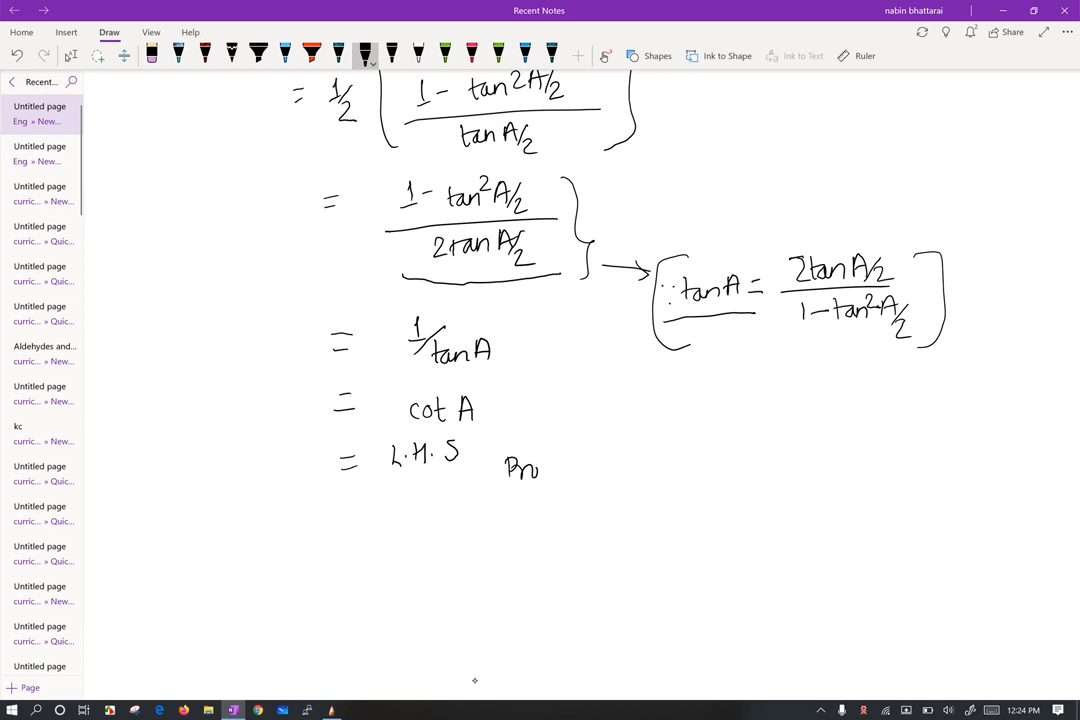 Recent Notes
nabin bhattarai
Home Insert Draw View Help
Share
Shapes Ink to Shape Ink to Text Ruler
Recent...
Untitled page
Eng » New...
Untitled page
Eng » New...
Untitled page
curric... » New...
Untitled page
curric... » Quic...
Untitled page
curric... » Quic...
Untitled page
curric... » Quic...
Aldehydes and...
curric... » New...
Untitled page
curric... » New...
kc
curric... » New...
Untitled page
curric... » Quic...
Untitled page
curric... » Quic...
Untitled page
curric... » Quic...
Untitled page
curric... » New...
Untitled page
curric... » Quic...
Untitled page
+ Page
= 1/2 ( 1 - tan2A/2
tanA/2 )
= 1 - tan²A/2
2tanA/2 } → [∵ tanA = 2tanA/2
1 - tan²A/2 ]
= 1/tanA
= cot A
= L.H.S Pro
12:24 PM